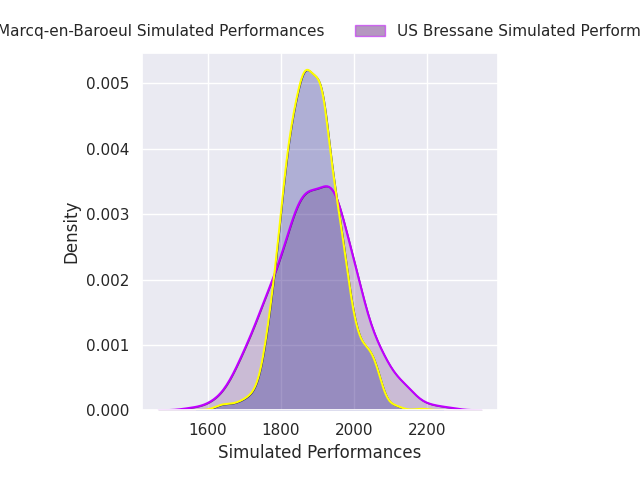 Marcq-en-Baroeul Simulated Performances US Bressane Simulated Perform
0.005
0.004
0.003
0.002
0.001
0.000
Density
1600 1800 2000 2200
Simulated Performances